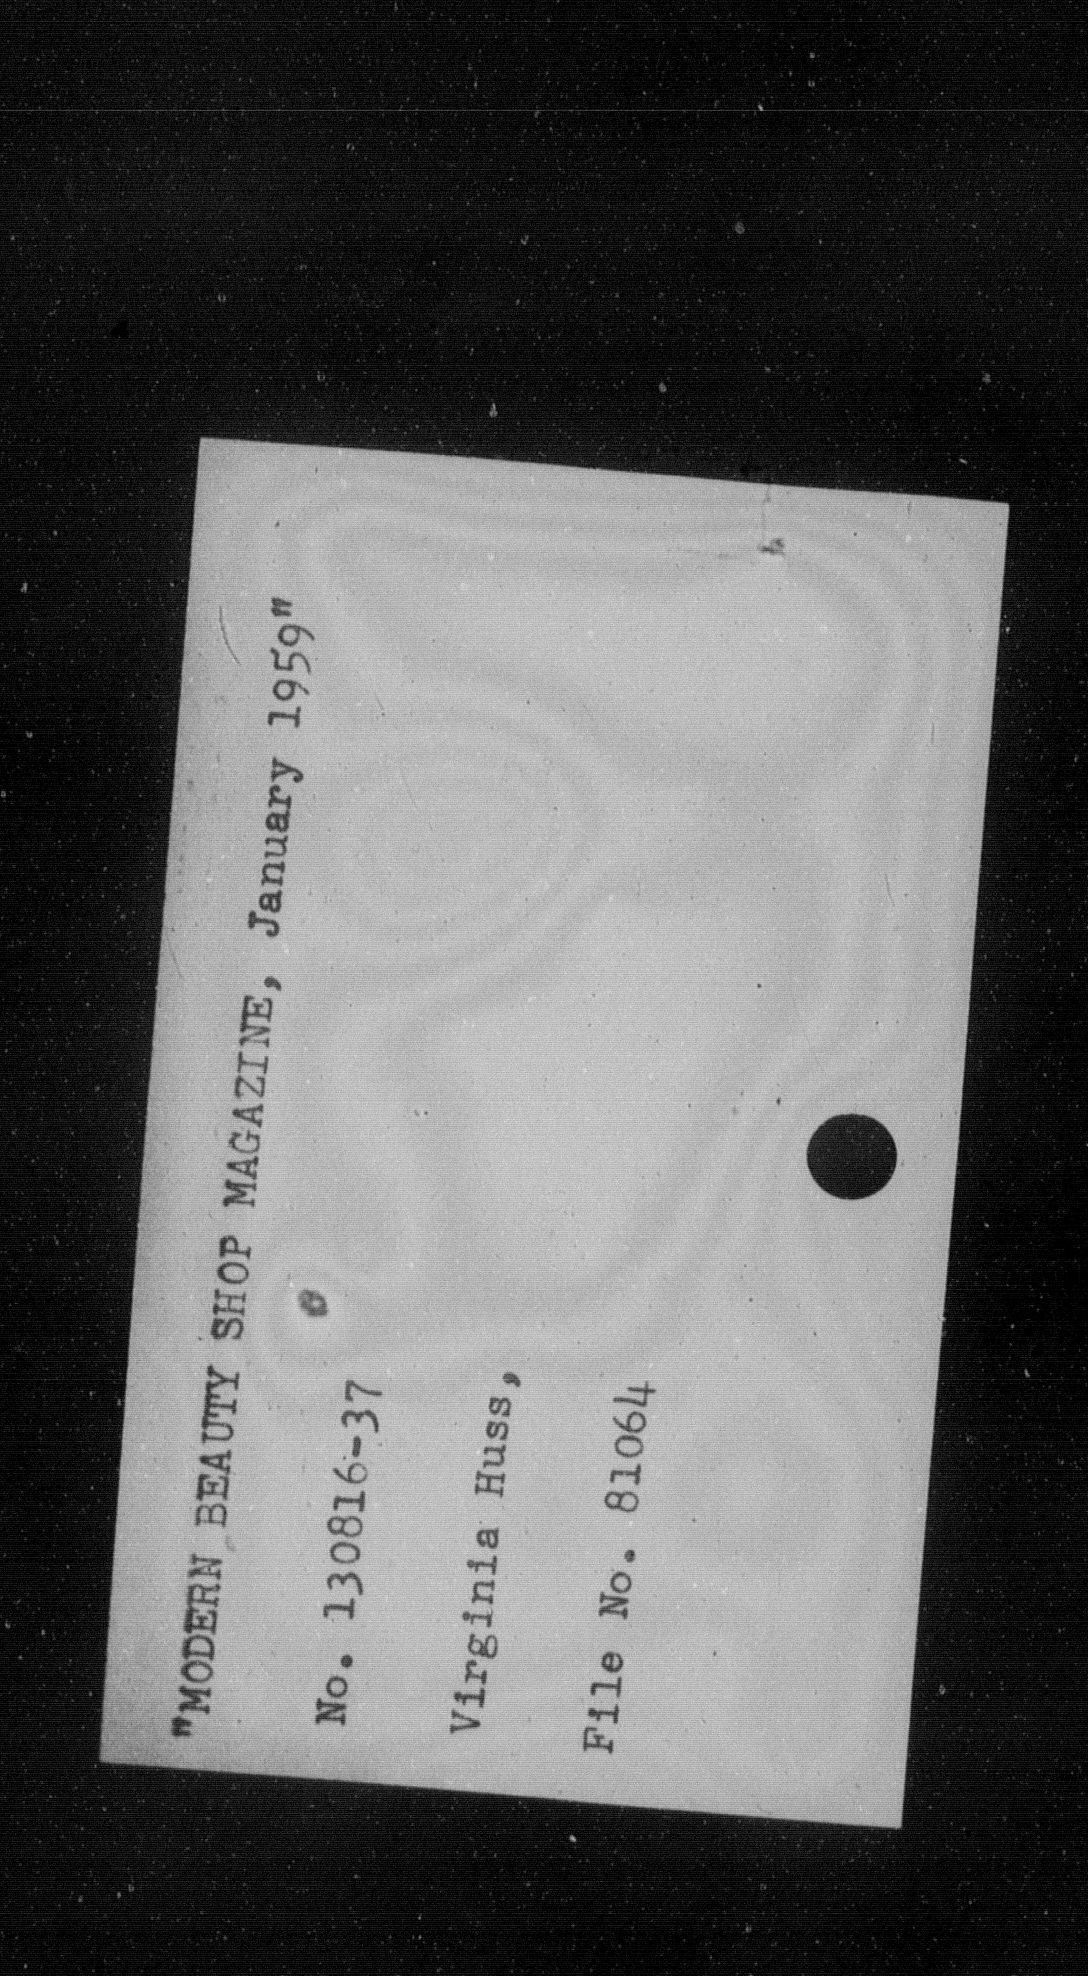 "MODERN BEAUTY SHOP MAGAZINE, January 1959"
No. 130816-37
Virginia Huss,
File No. 81064